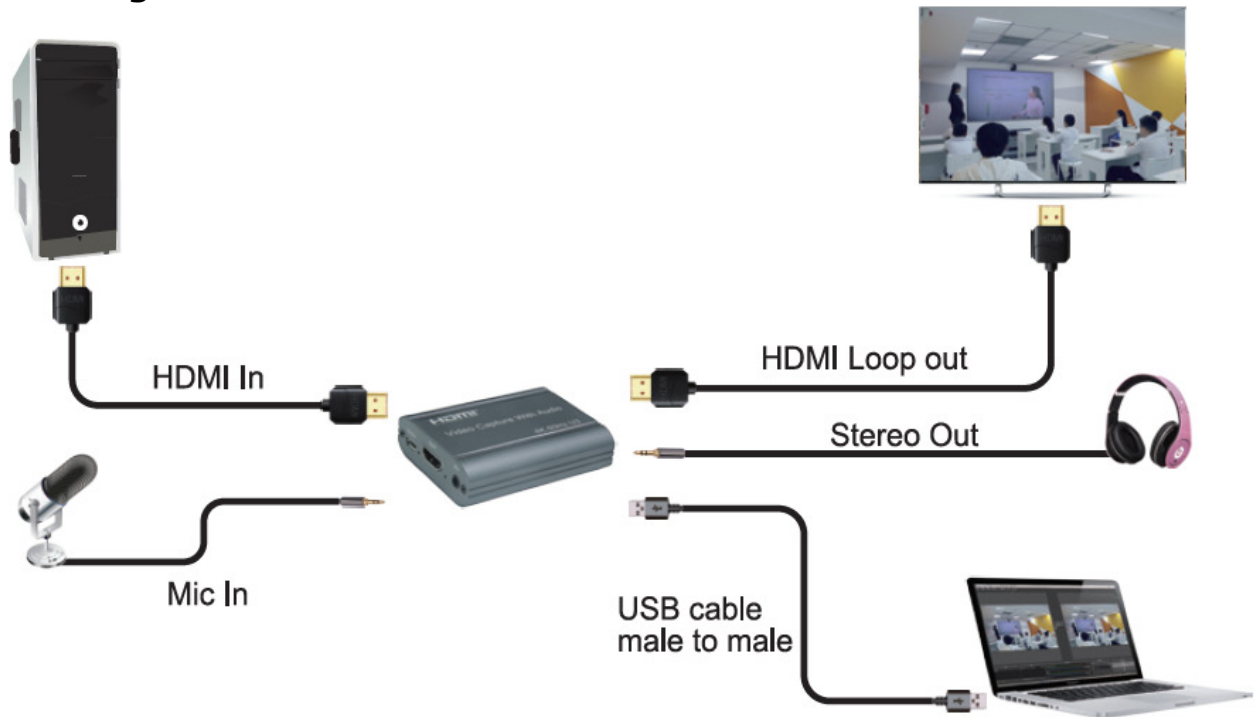 HDMI In
HDMI Loop out
HDMI
Video Capture With Audio
Stereo Out
Mic In
USB cable
male to male